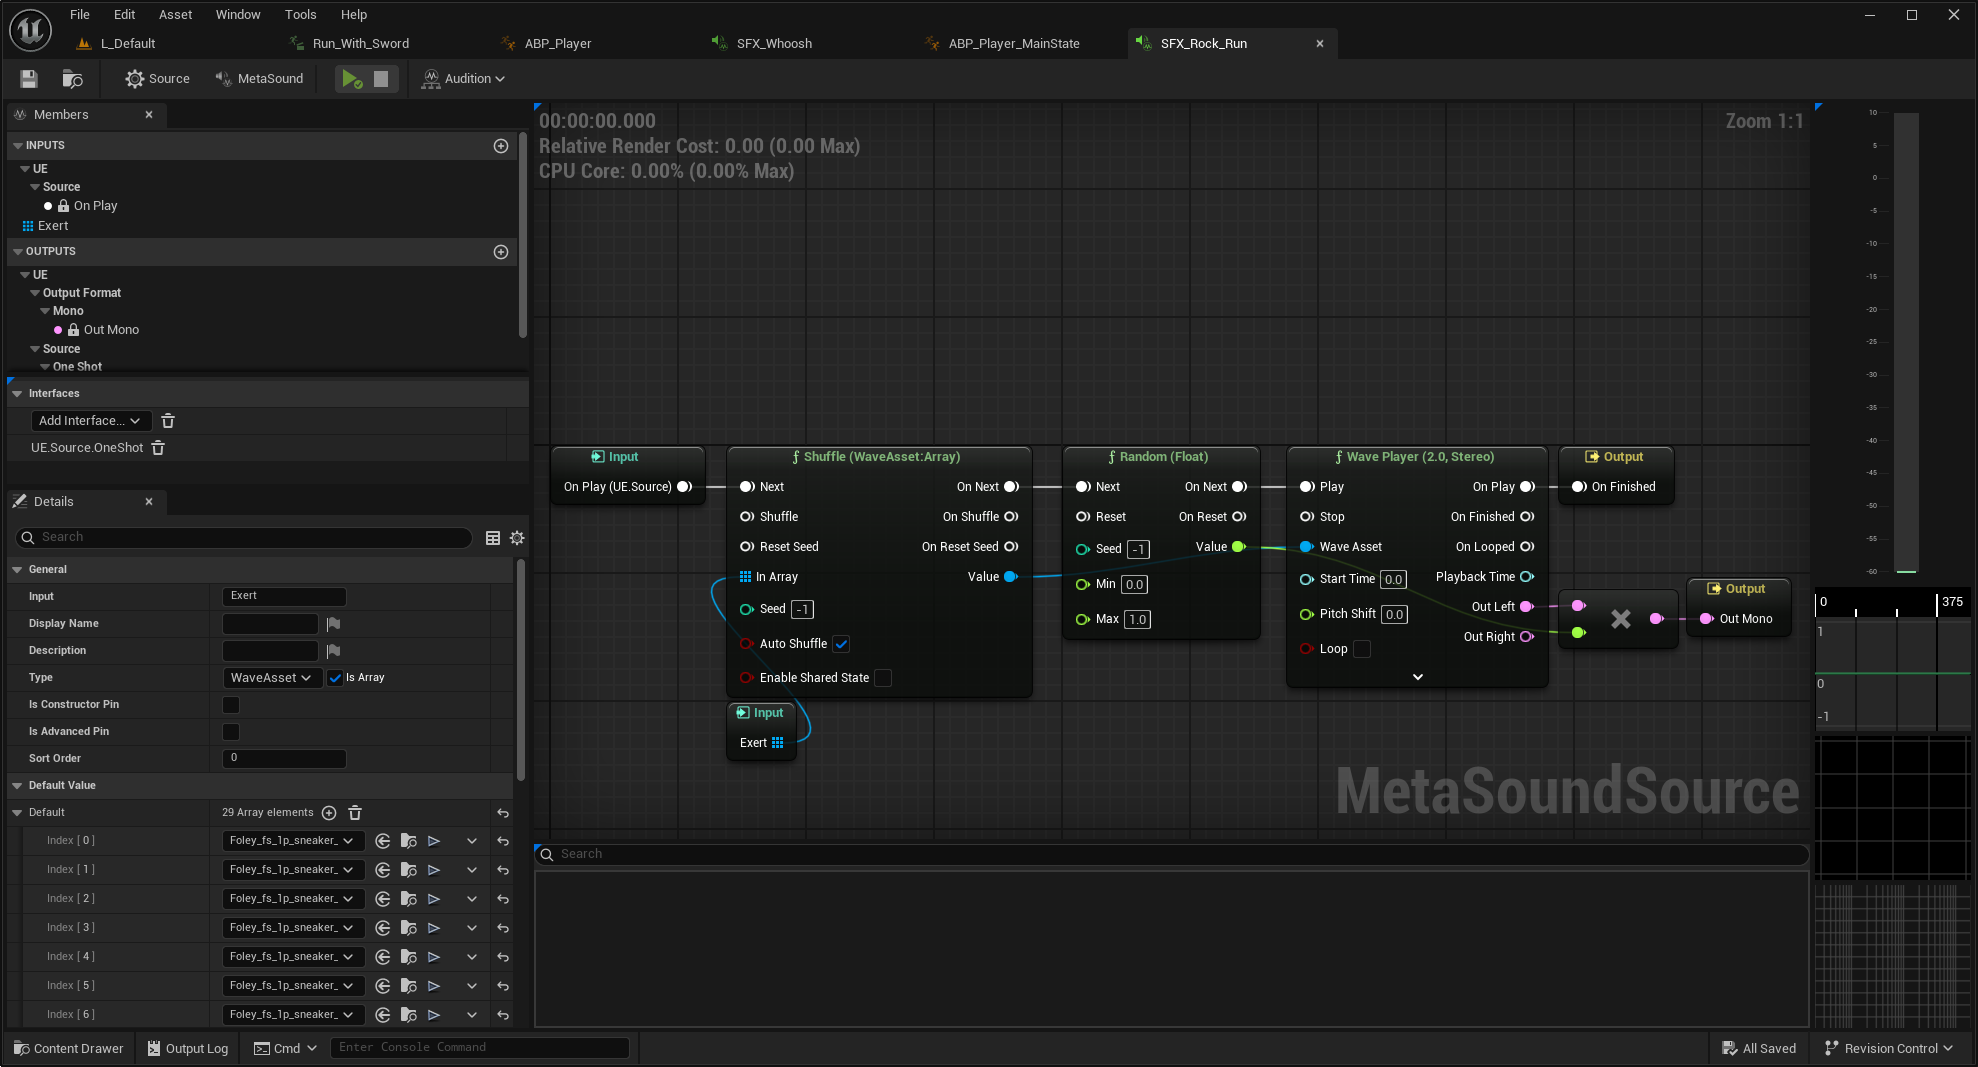 File Edit Asset Window Tools Help
L_Default Run_With_Sword ABP_Player SFX_Whoosh ABP_Player_MainState SFX_Rock_Run
Source MetaSound Audition
Members
INPUTS
UE
Source
On Play
Exert
OUTPUTS
UE
Output Format
Mono
Out Mono
Source
One Shot
Interfaces
Add Interface...
UE.Source.OneShot
Details
Search
General
Input Exert
Display Name
Description
Type WaveAsset Is Array
Is Constructor Pin
Is Advanced Pin
Sort Order 0
Default Value
Default 29 Array elements
Index [ 0 ] Foley_fs_1p_sneaker_
Index [ 1 ] Foley_fs_1p_sneaker_
Index [ 2 ] Foley_fs_1p_sneaker_
Index [ 3 ] Foley_fs_1p_sneaker_
Index [ 4 ] Foley_fs_1p_sneaker_
Index [ 5 ] Foley_fs_1p_sneaker_
Index [ 6 ] Foley_fs_1p_sneaker_
00:00:00.000
Relative Render Cost: 0.00 (0.00 Max)
CPU Core: 0.00% (0.00% Max)
Zoom 1:1
Input
On Play (UE.Source)
Shuffle (WaveAsset:Array)
Next On Next
Shuffle On Shuffle
Reset Seed On Reset Seed
In Array Value
Seed -1
Auto Shuffle
Enable Shared State
Input
Exert
Random (Float)
Next On Next
Reset On Reset
Seed -1 Value
Min 0.0
Max 1.0
Wave Player (2.0, Stereo)
Play On Play
Stop On Finished
Wave Asset On Looped
Start Time 0.0 Playback Time
Pitch Shift 0.0 Out Left
Out Right
Loop
Output
On Finished
Output
Out Mono
MetaSoundSource
Search
10
5
0
-5
-10
-15
-20
-25
-30
-35
-40
-45
-50
-55
-60
0 375
1
0
-1
Content Drawer Output Log Cmd Enter Console Command All Saved Revision Control